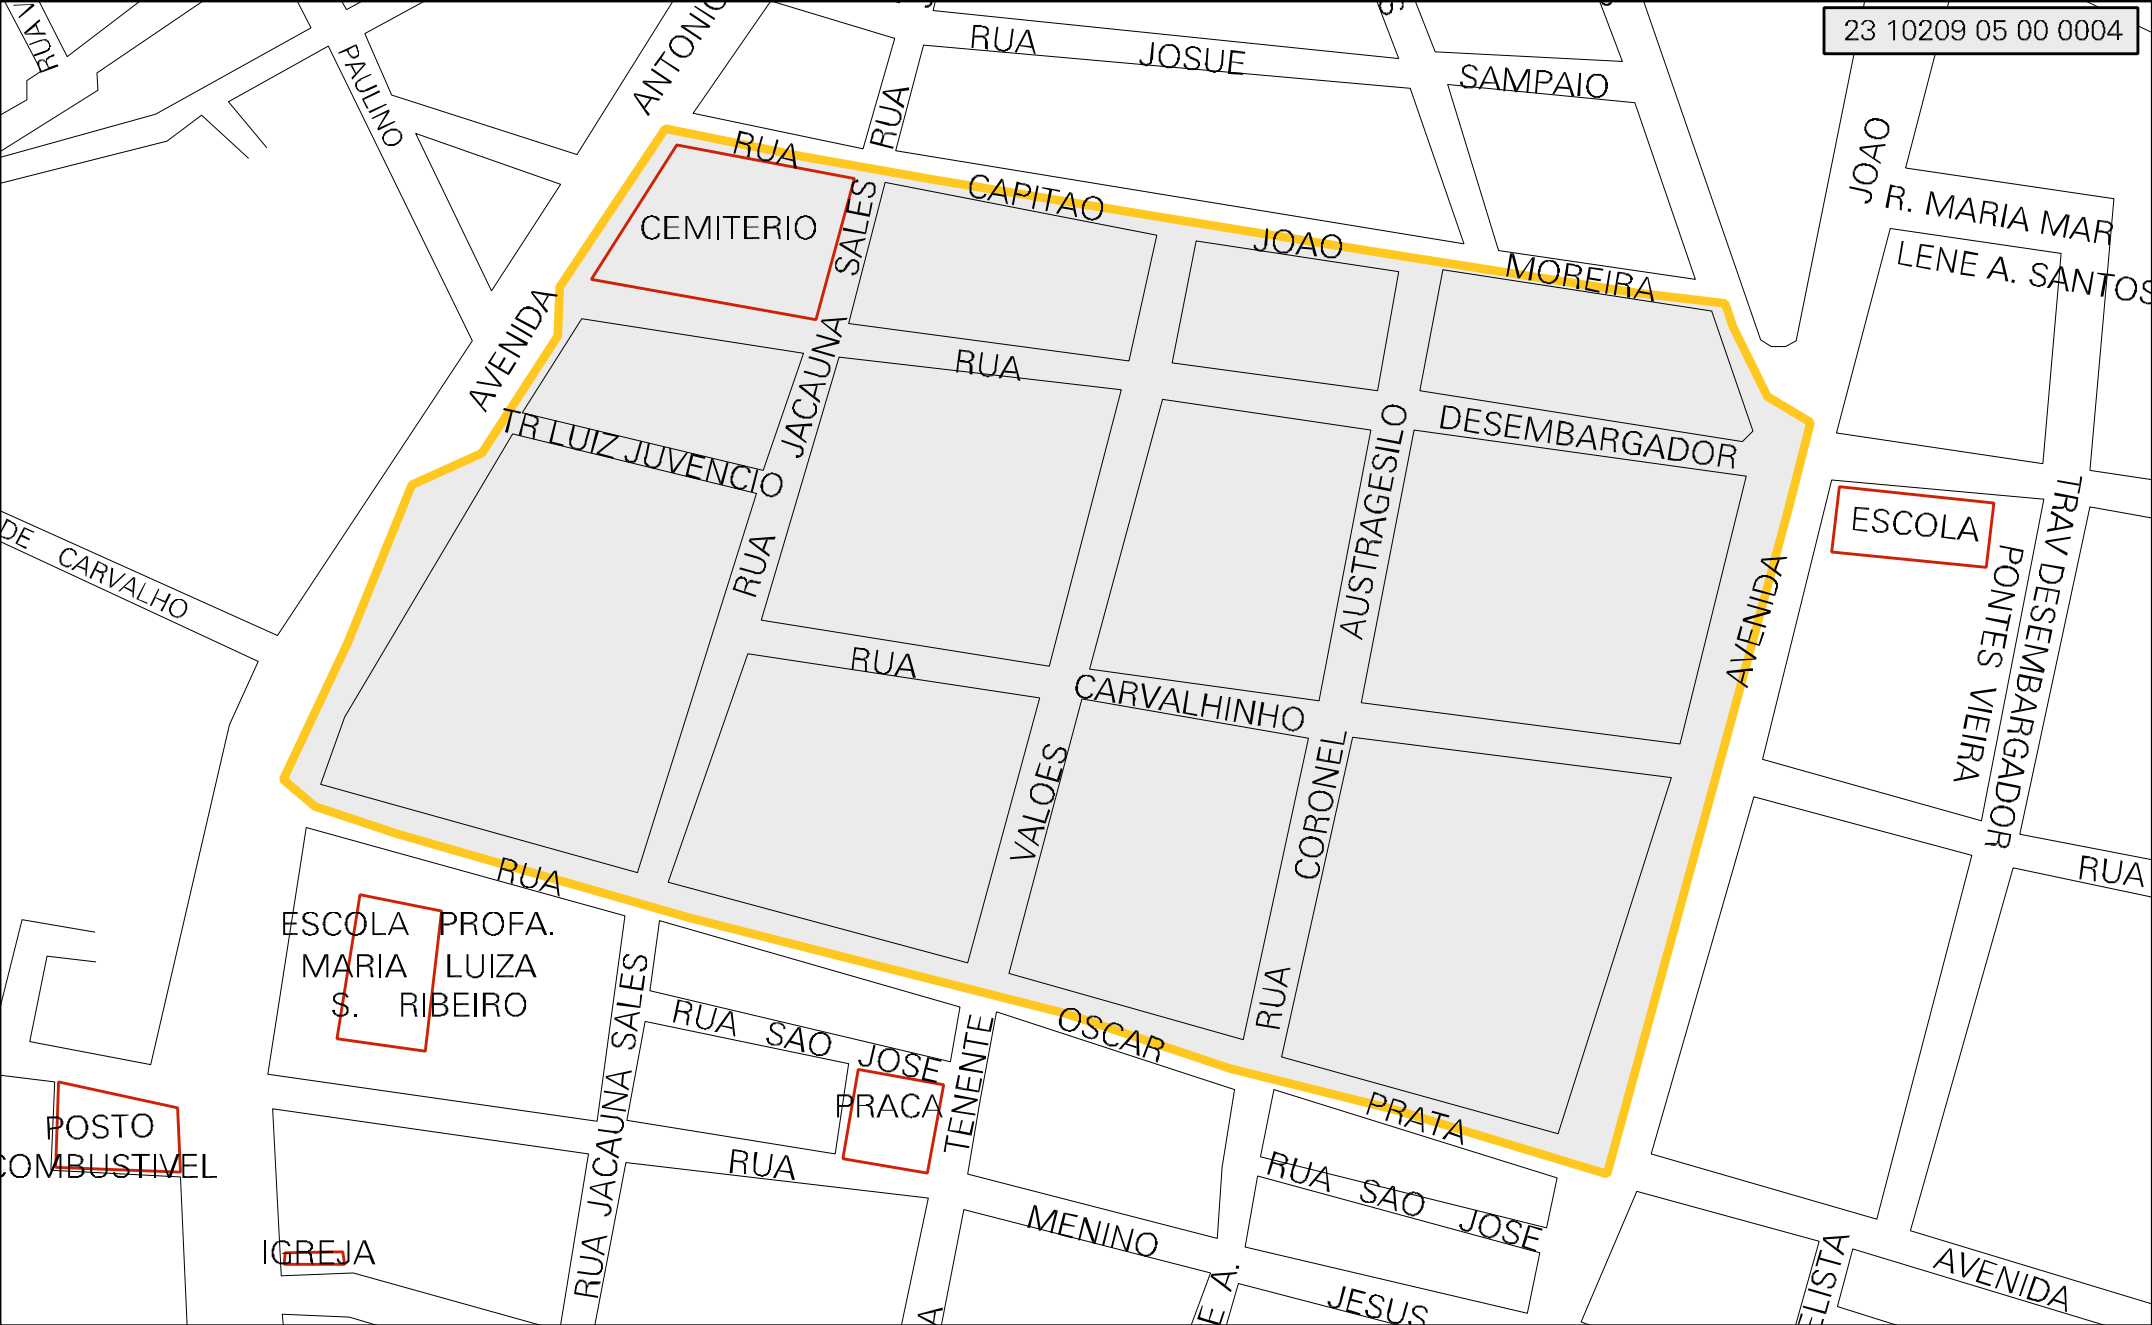 23 10209 05 00 0004
RUA V
PAULINO
ANTONIO
RUA JOSUE SAMPAIO
RUA
JOAO
R. MARIA MAR
LENE A. SANTOS
RUA CAPITAO JOAO MOREIRA
CEMITERIO
RUA JACAUNA SALES
AVENIDA
TR LUIZ JUVENCIO
RUA DESEMBARGADOR
AUSTRAGESILO
ESCOLA
TRAV DESEMBARGADOR
PONTES VIEIRA
DE CARVALHO
AVENIDA
RUA CARVALHINHO
VALOES
CORONEL
RUA
RUA
RUA OSCAR PRATA
ESCOLA PROFA.
MARIA LUIZA
S. RIBEIRO
RUA JACAUNA SALES
RUA SAO JOSE
PRACA
TENENTE
POSTO
COMBUSTIVEL
RUA MENINO JESUS
RUA SAO JOSE
IGREJA
E A.
ELISTA
AVENIDA
A